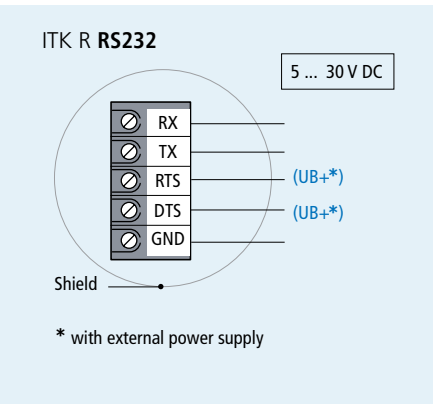 ITK R RS232
5 ... 30 V DC
RX
TX
RTS (UB+*)
DTS (UB+*)
GND
Shield
* with external power supply